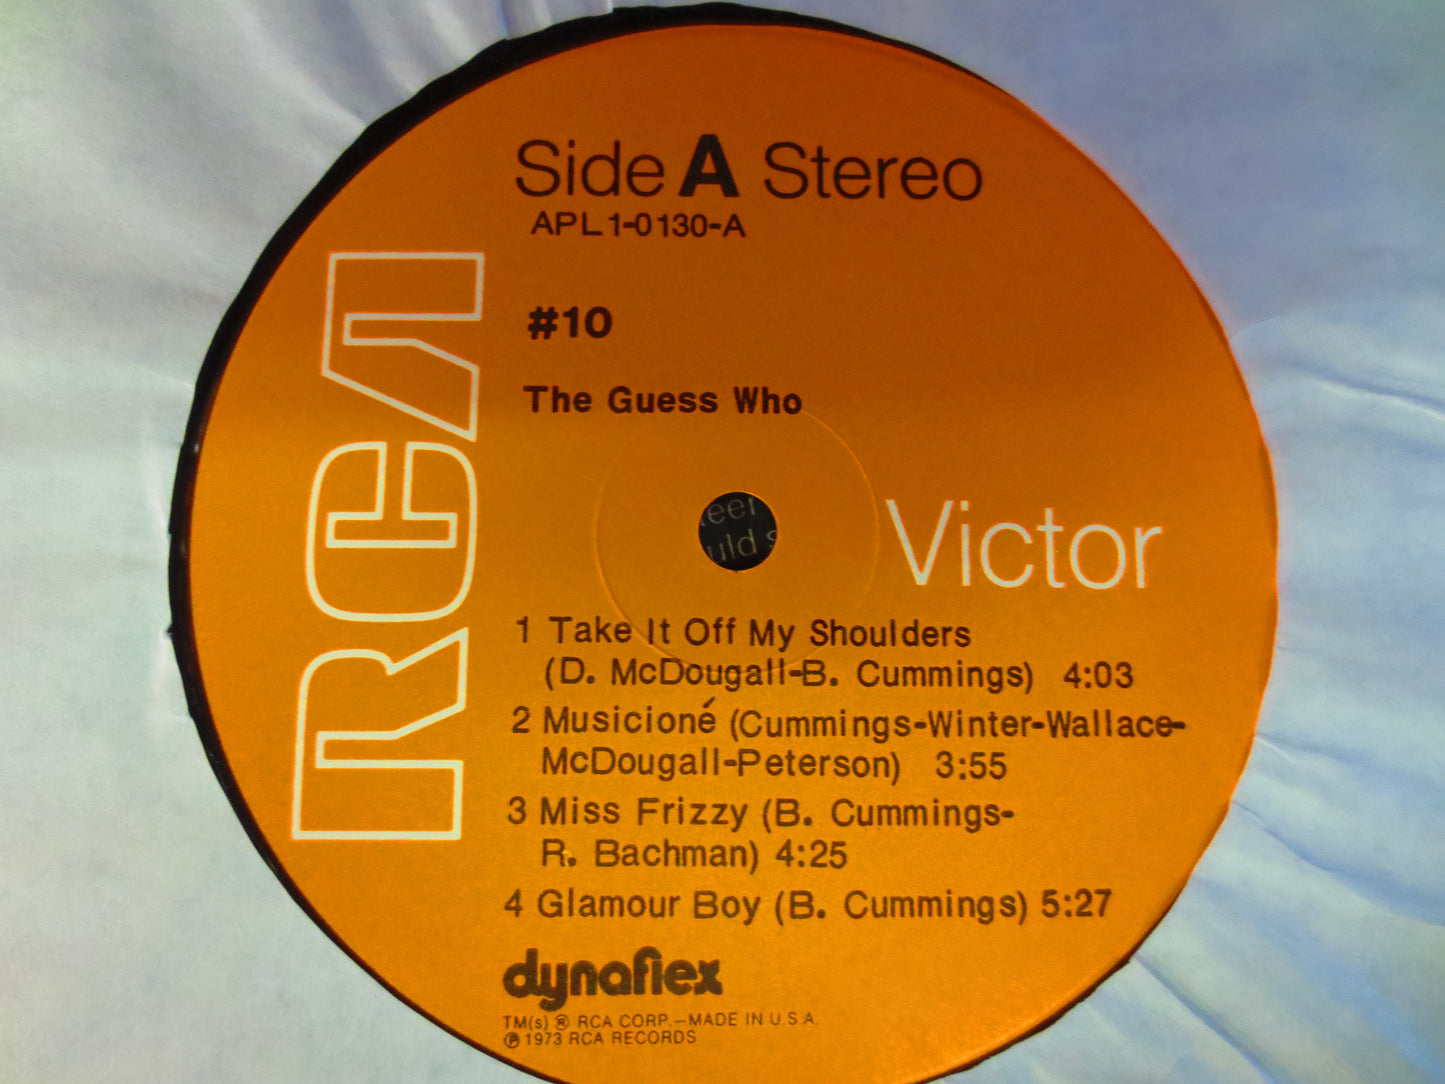 Side A Stereo
APL1-0130-A
RCA
#10
The Guess Who
Victor
1 Take It Off My Shoulders
(D. McDougall-B. Cummings) 4:03
2 Musicioné (Cummings-Winter-Wallace-
McDougall-Peterson) 3:55
3 Miss Frizzy (B. Cummings-
R. Bachman) 4:25
4 Glamour Boy (B. Cummings) 5:27
dynaflex
TM(s) ® RCA CORP.—MADE IN U.S.A.
℗ 1973 RCA RECORDS